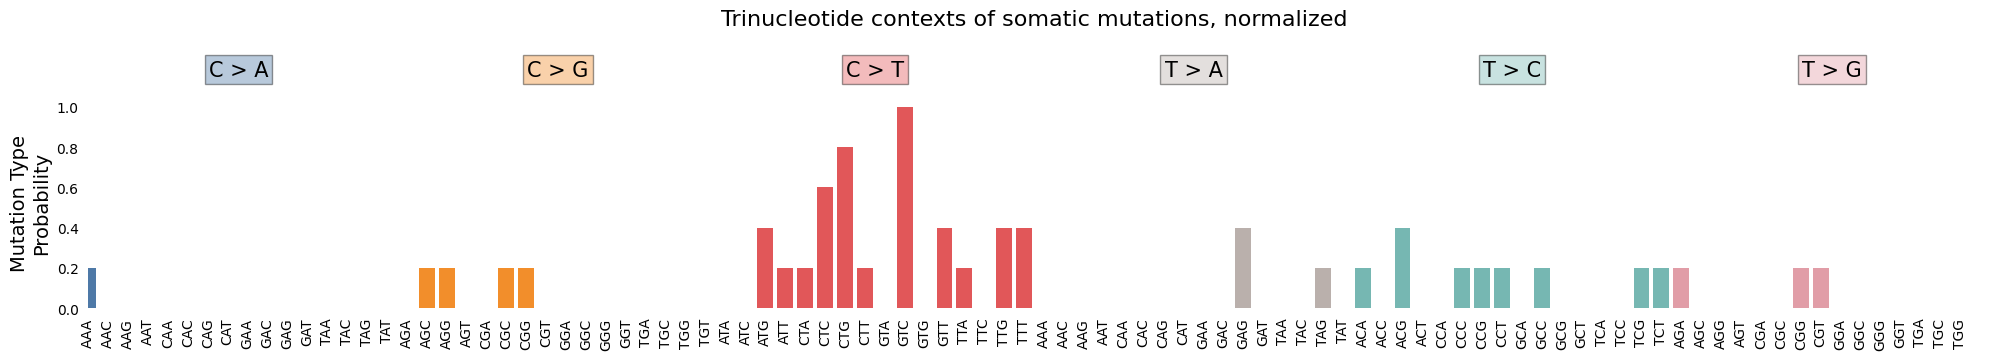 Trinucleotide contexts of somatic mutations, normalized
C > A
C > G
C > T
T > A
T > C
T > G
Mutation Type
Probability
1.0
0.8
0.6
0.4
0.2
0.0
AAA
AAC
AAG
AAT
CAA
CAC
CAG
CAT
GAA
GAC
GAG
GAT
TAA
TAC
TAG
TAT
AGA
AGC
AGG
AGT
CGA
CGC
CGG
CGT
GGA
GGC
GGG
GGT
TGA
TGC
TGG
TGT
ATA
ATC
ATG
ATT
CTA
CTC
CTG
CTT
GTA
GTC
GTG
GTT
TTA
TTC
TTG
TTT
AAA
AAC
AAG
AAT
CAA
CAC
CAG
CAT
GAA
GAC
GAG
GAT
TAA
TAC
TAG
TAT
ACA
ACC
ACG
ACT
CCA
CCC
CCG
CCT
GCA
GCC
GCG
GCT
TCA
TCC
TCG
TCT
AGA
AGC
AGG
AGT
CGA
CGC
CGG
CGT
GGA
GGC
GGG
GGT
TGA
TGC
TGG